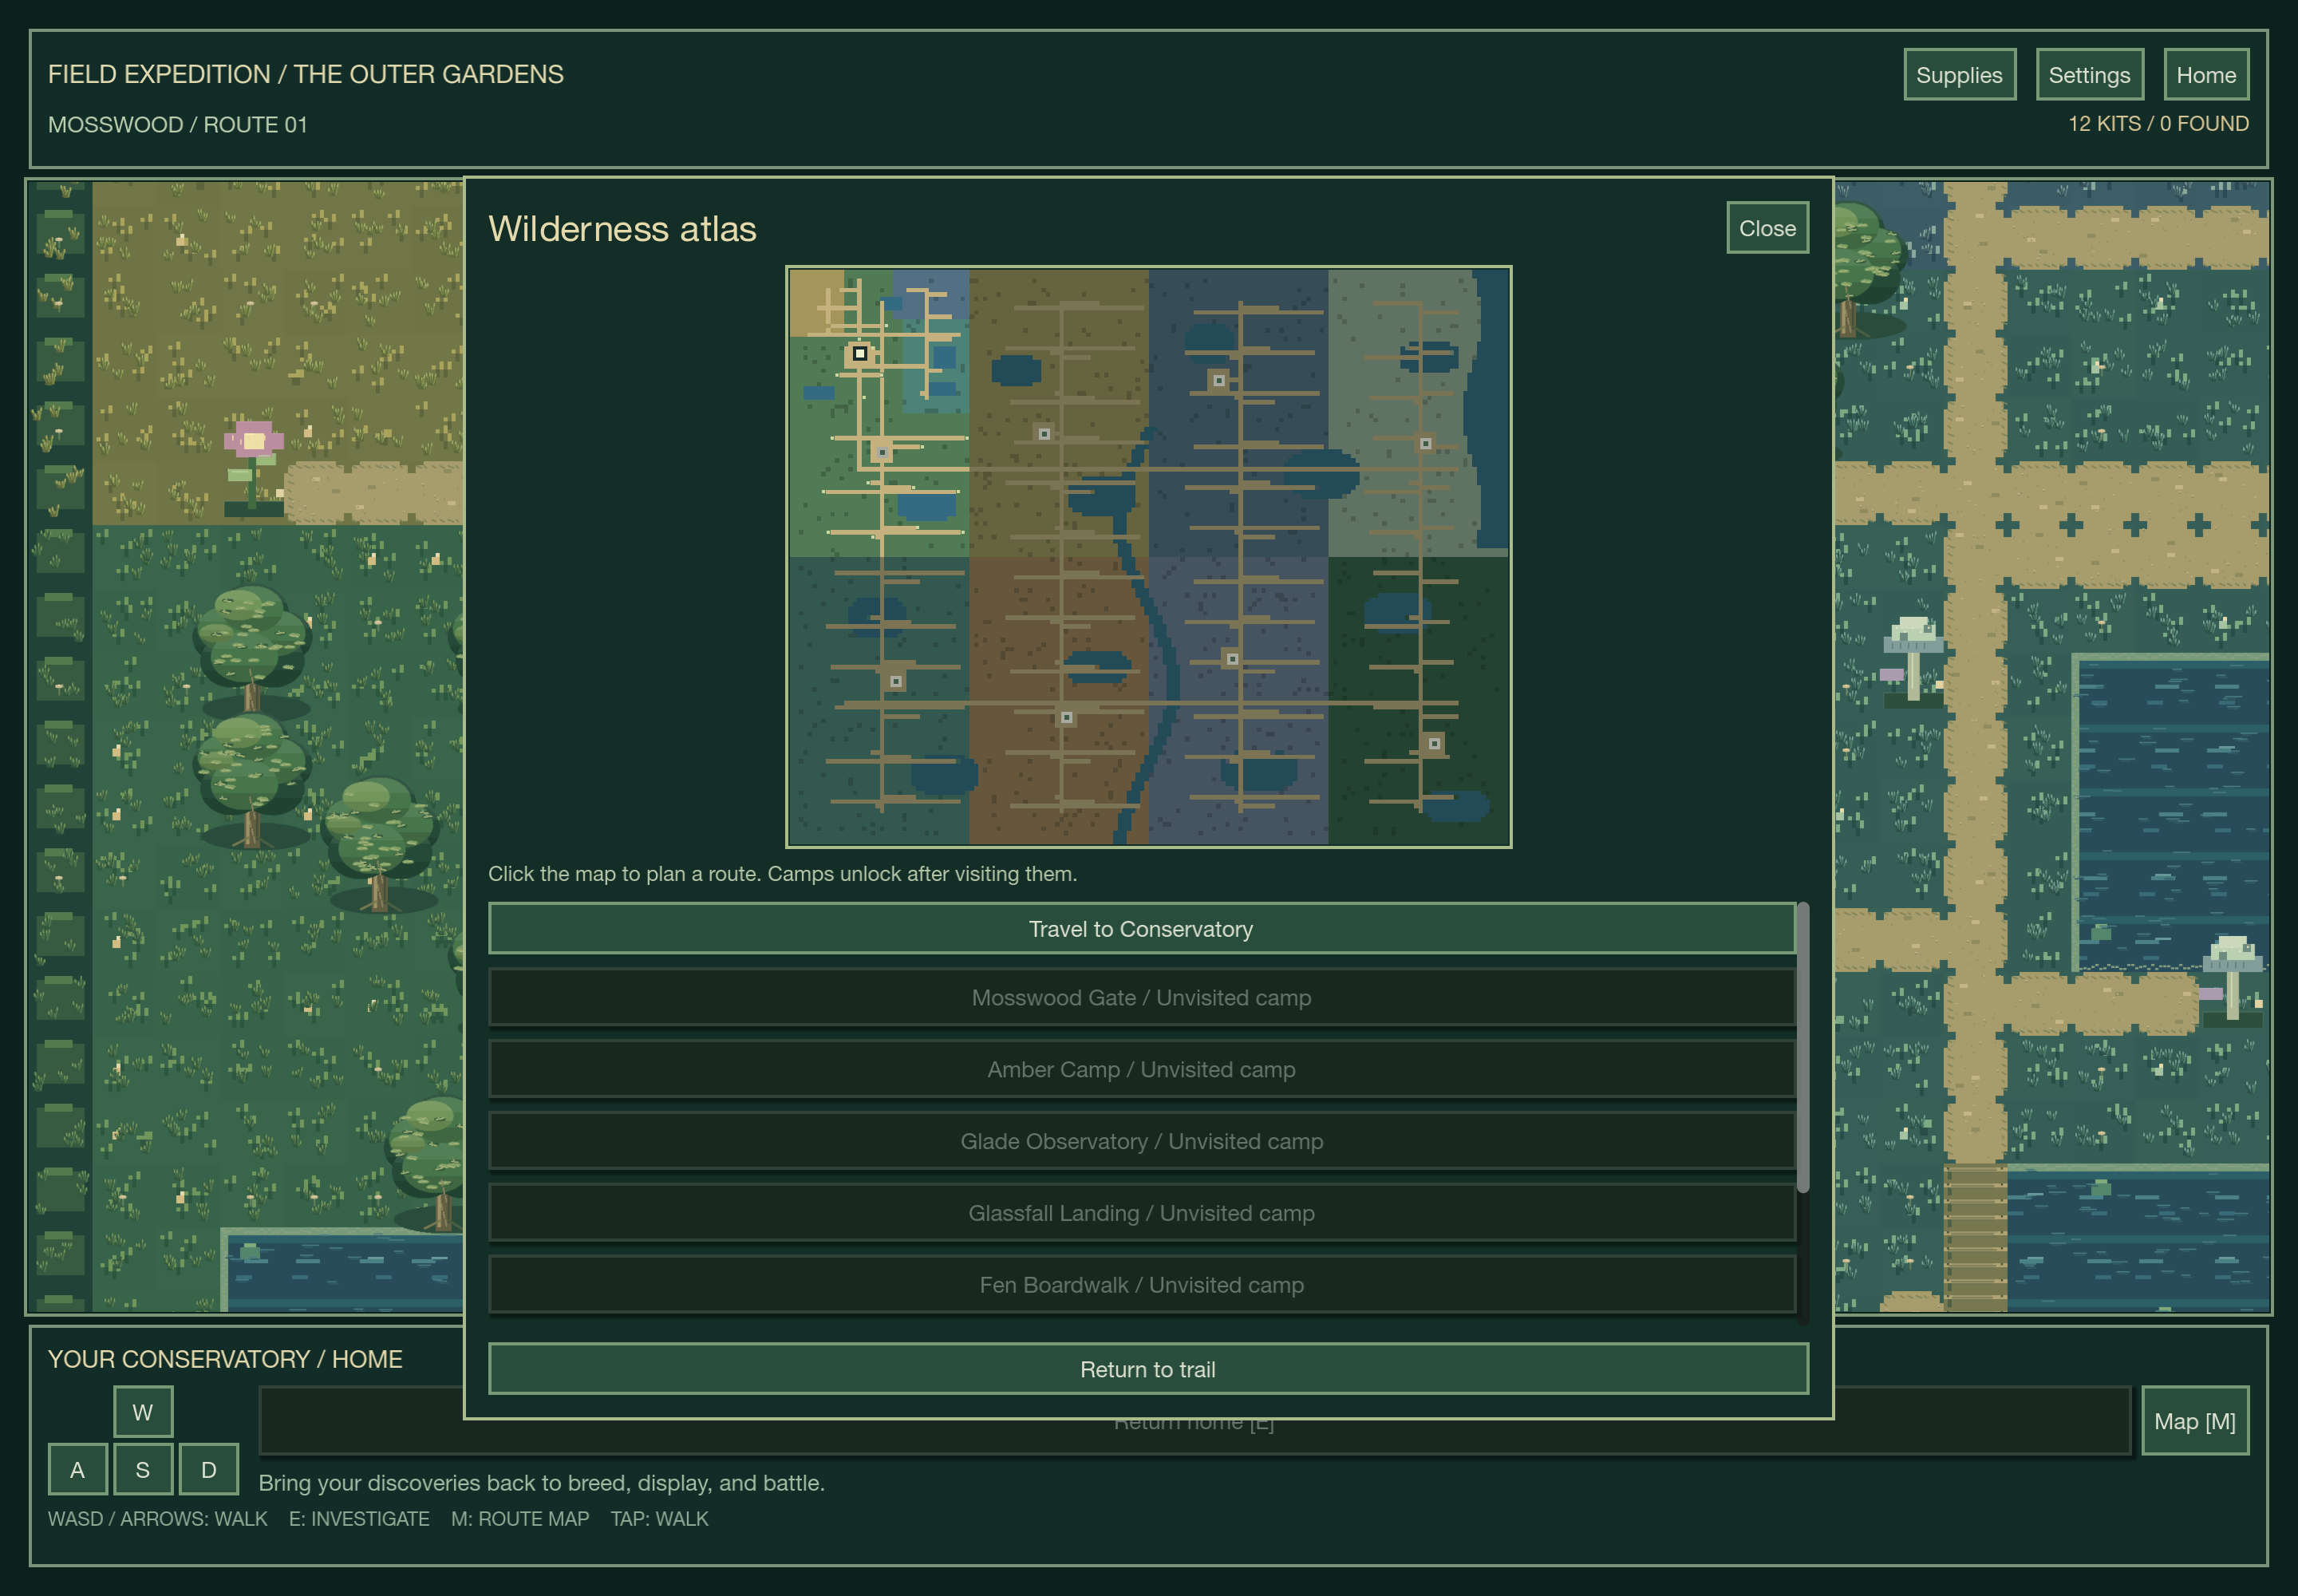 FIELD EXPEDITION / THE OUTER GARDENS
Supplies
Settings
Home
MOSSWOOD / ROUTE 01
12 KITS / 0 FOUND
Wilderness atlas
Close
Click the map to plan a route. Camps unlock after visiting them.
Travel to Conservatory
Mosswood Gate / Unvisited camp
Amber Camp / Unvisited camp
Glade Observatory / Unvisited camp
Glassfall Landing / Unvisited camp
Fen Boardwalk / Unvisited camp
Return to trail
YOUR CONSERVATORY / HOME
W
A
S
D
Return home [E]
Map [M]
Bring your discoveries back to breed, display, and battle.
WASD / ARROWS: WALK E: INVESTIGATE M: ROUTE MAP TAP: WALK